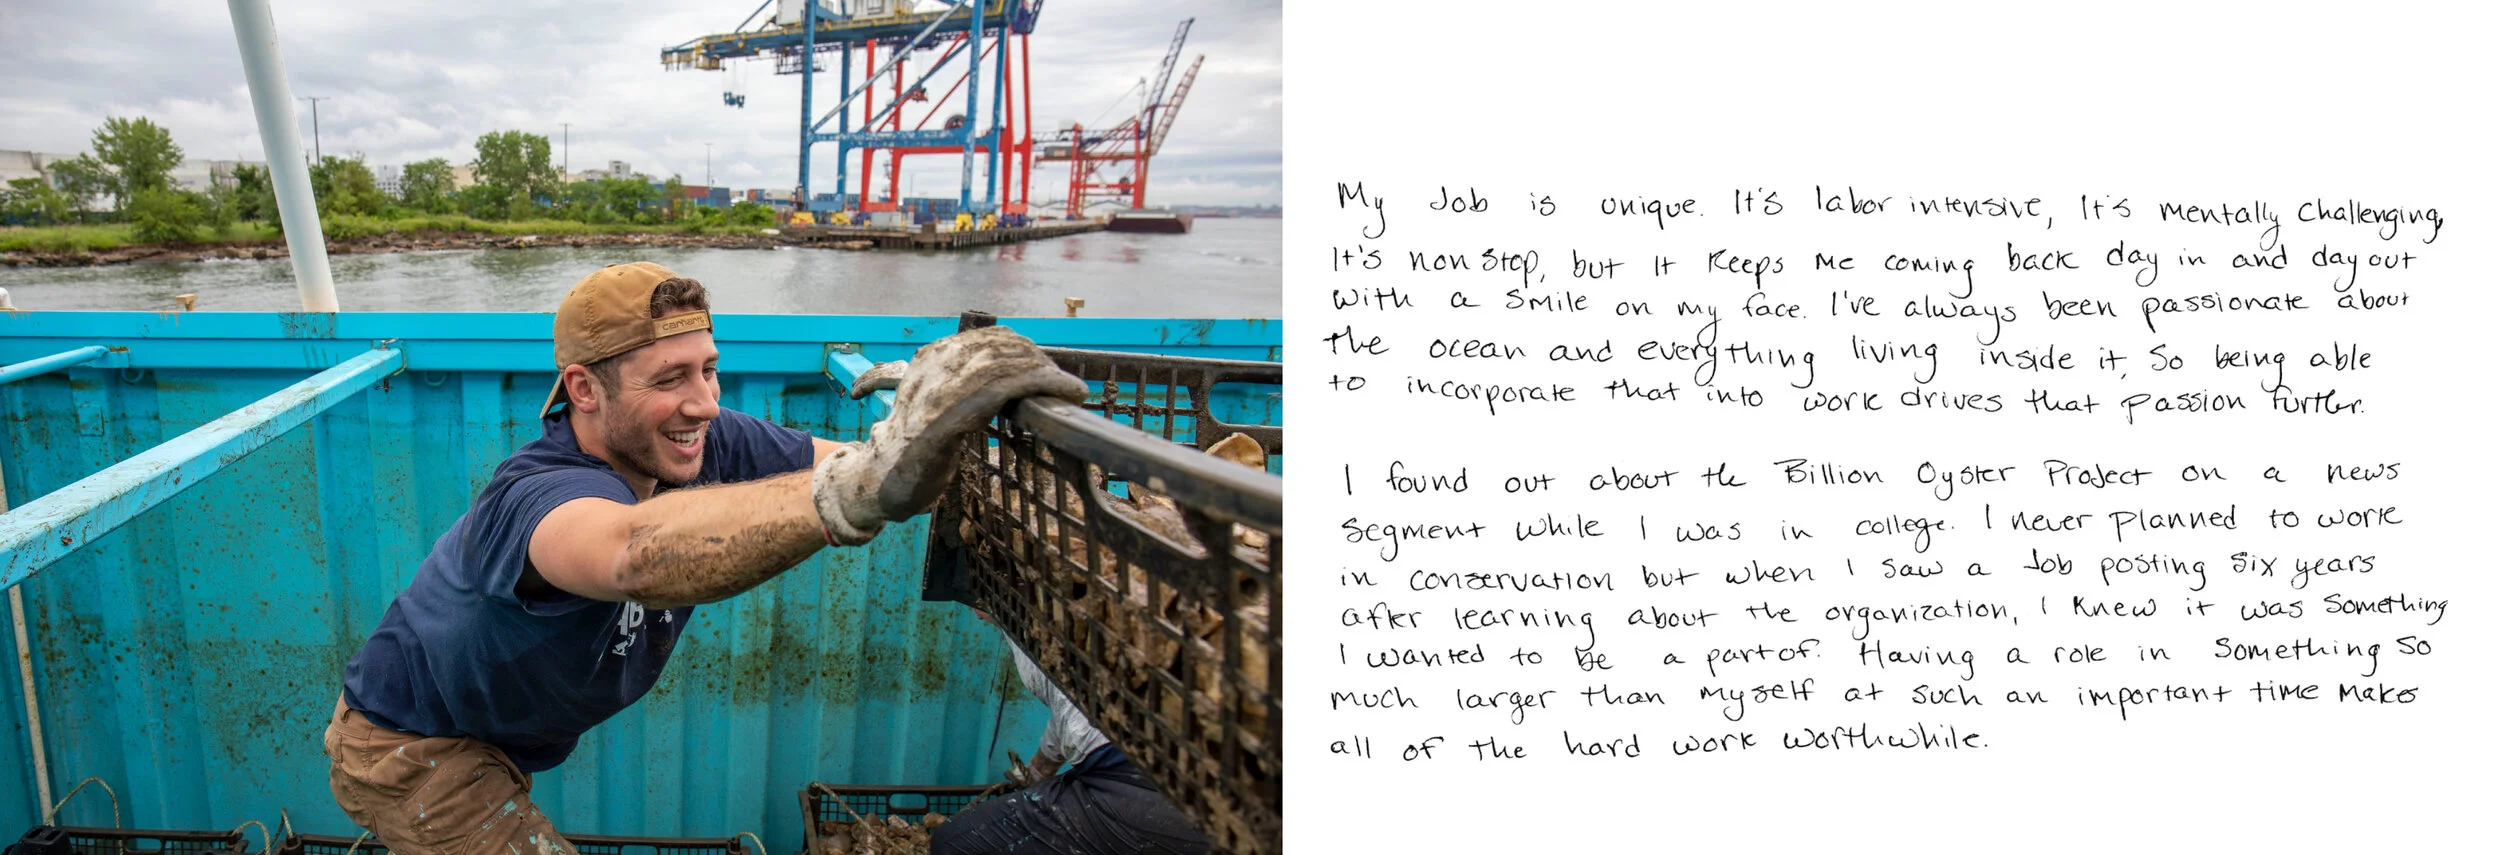 carhartt
My Job is unique. It's labor intensive, It's mentally challenging,
It's non stop, but it keeps me coming back day in and day out
with a smile on my face. I've always been passionate about
the ocean and everything living inside it, So being able
to incorporate that into work drives that passion further.
I found out about the Billion Oyster Project on a news
segment while I was in college. I never planned to work
in conservation but when I saw a Job posting six years
after learning about the organization, I knew it was something
I wanted to be a part of. Having a role in something so
much larger than myself at such an important time makes
all of the hard work worthwhile.